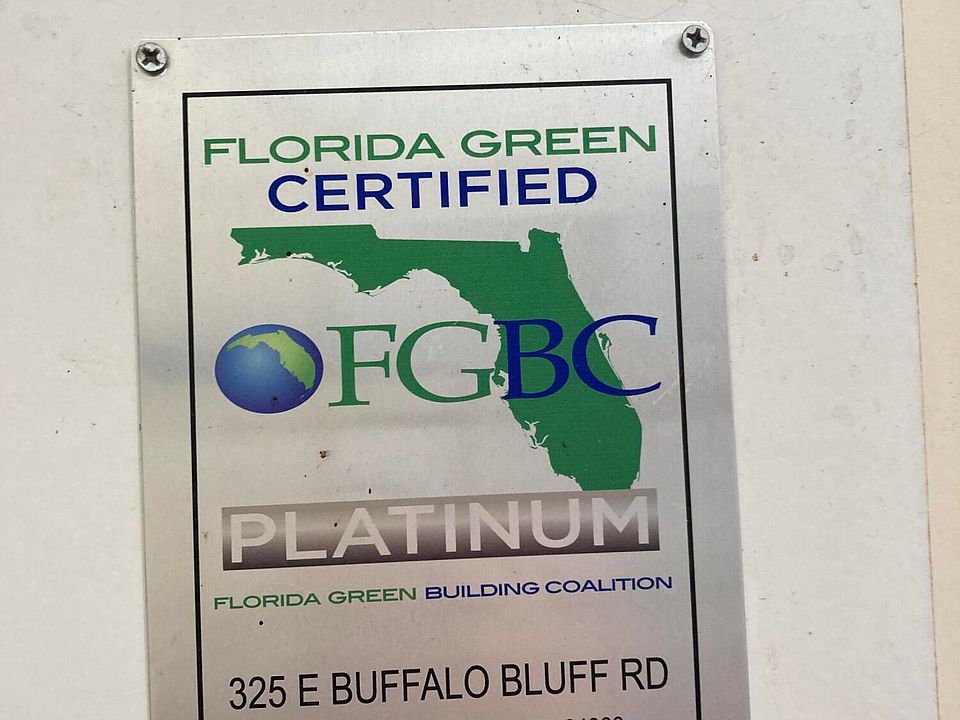 FLORIDA GREEN
CERTIFIED
FGBC
PLATINUM
FLORIDA GREEN BUILDING COALITION
325 E BUFFALO BLUFF RD